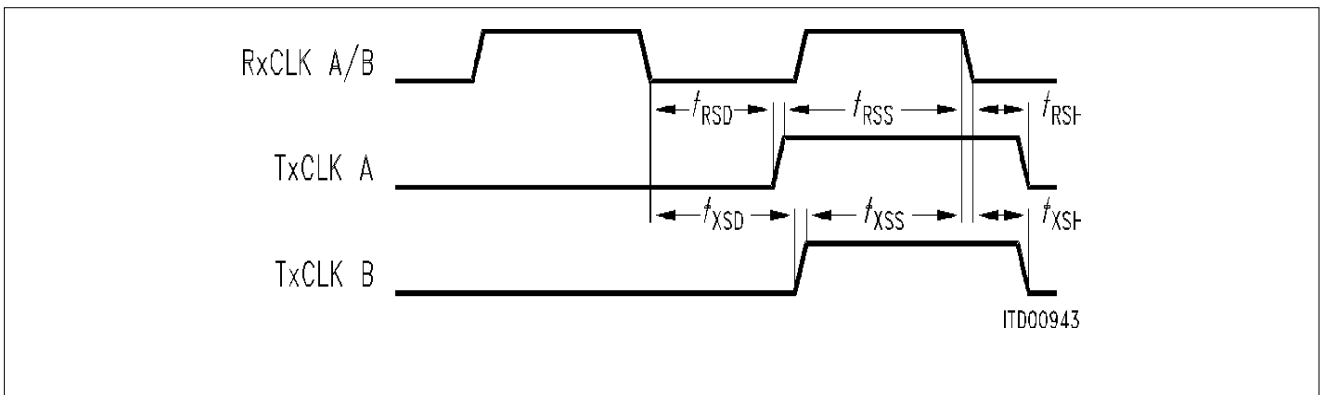 RxCLK A/B
tRSD tRSS tRSH
TxCLK A
tXSD tXSS tXSH
TxCLK B
ITD00943